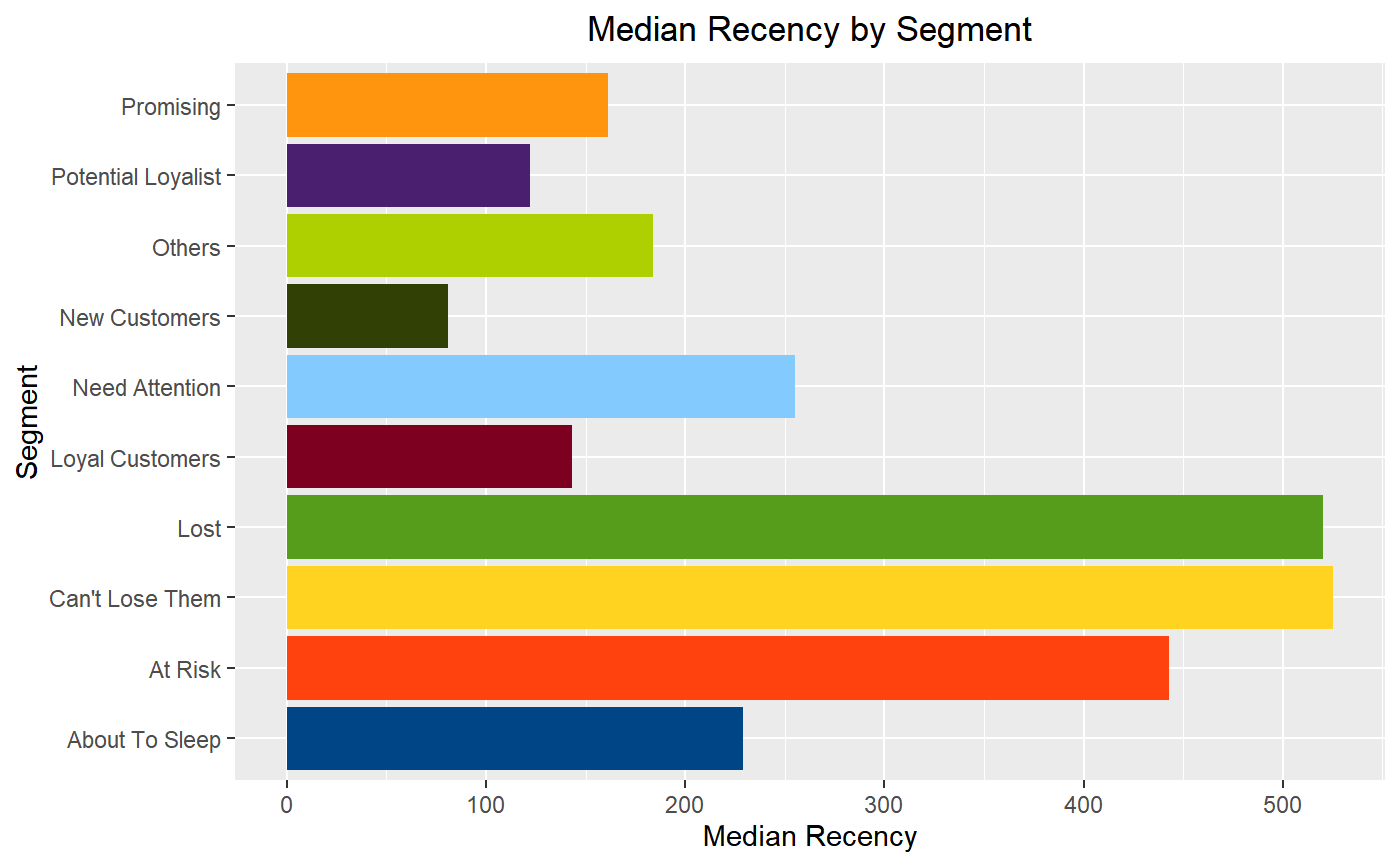 Median Recency by Segment
Promising
Potential Loyalist
Others
New Customers
Need Attention
Loyal Customers
Lost
Can't Lose Them
At Risk
About To Sleep
Segment
0 100 200 300 400 500
Median Recency